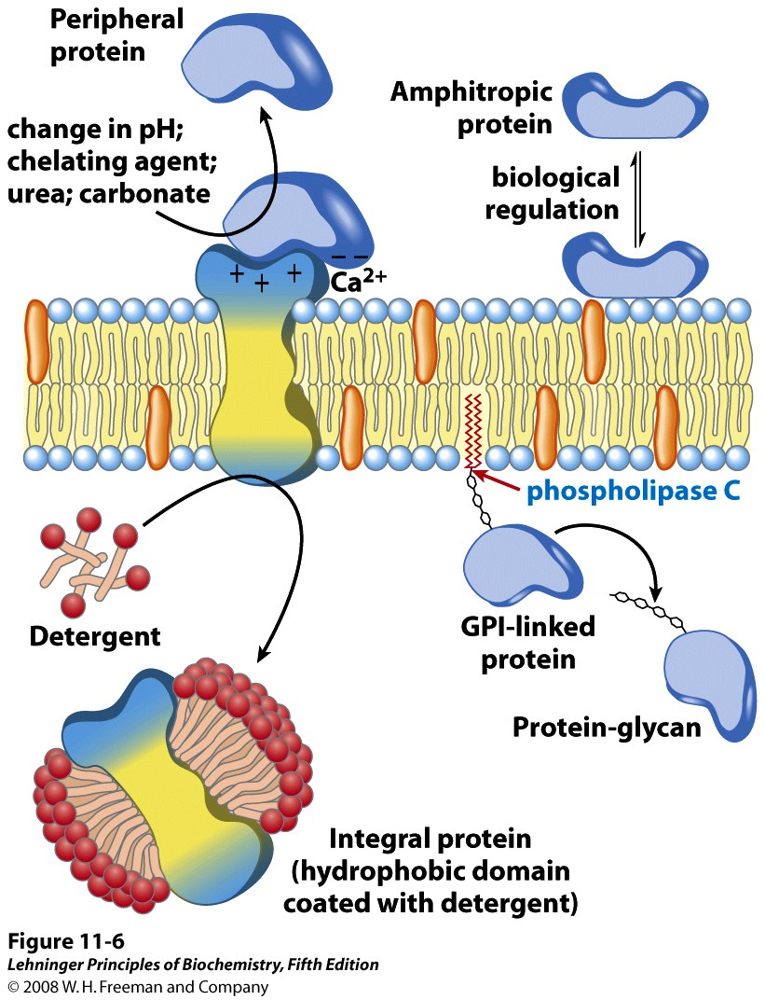 Peripheral
protein
change in pH;
chelating agent;
urea; carbonate
Amphitropic
protein
biological
regulation
– –
+ + +
Ca2+
phospholipase C
GPI-linked
protein
Protein-glycan
Detergent
Integral protein
(hydrophobic domain
coated with detergent)
Figure 11-6
Lehninger Principles of Biochemistry, Fifth Edition
© 2008 W. H. Freeman and Company